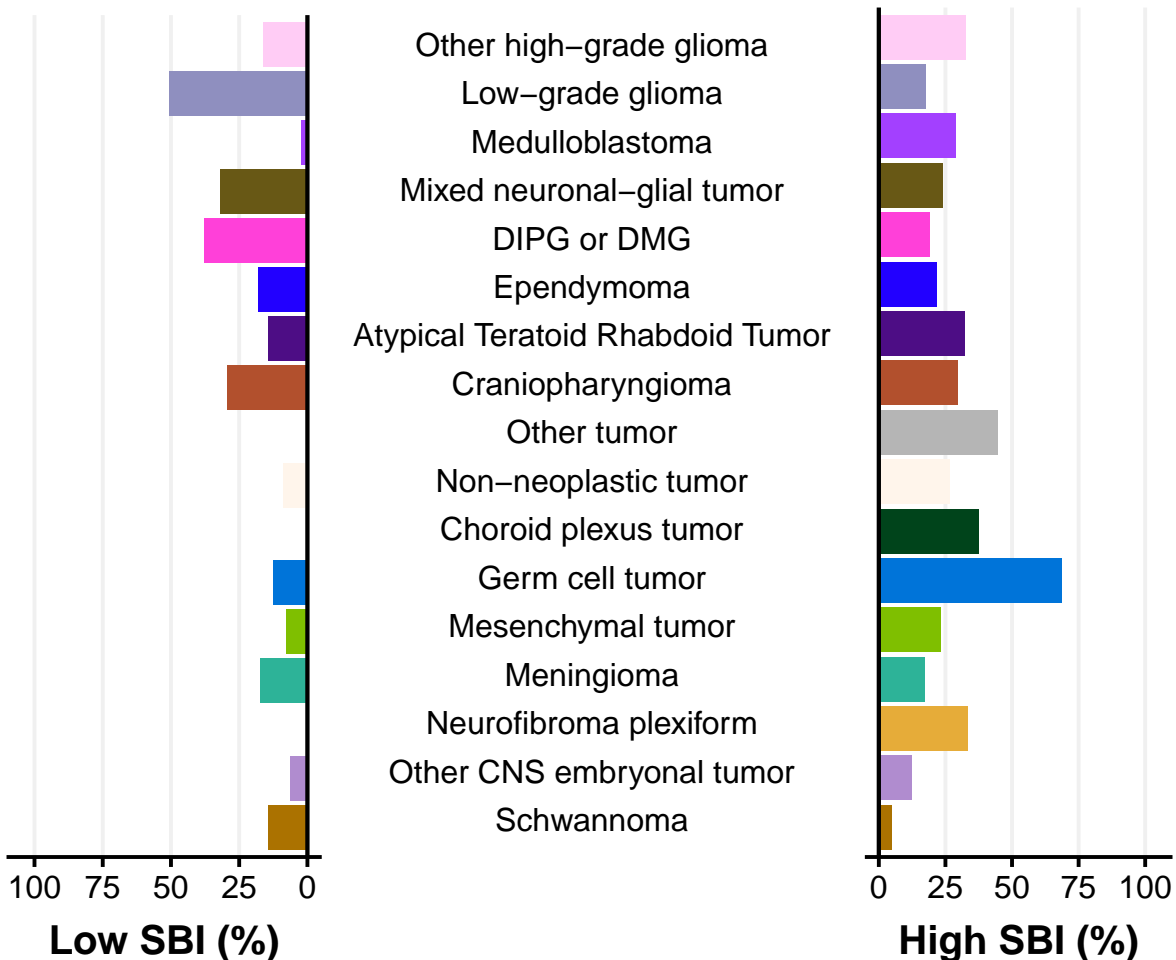 Other high−grade glioma
Low−grade glioma
Medulloblastoma
Mixed neuronal−glial tumor
DIPG or DMG
Ependymoma
Atypical Teratoid Rhabdoid Tumor
Craniopharyngioma
Other tumor
Non−neoplastic tumor
Choroid plexus tumor
Germ cell tumor
Mesenchymal tumor
Meningioma
Neurofibroma plexiform
Other CNS embryonal tumor
Schwannoma
100 75 50 25 0
0 25 50 75 100
Low SBI (%)
High SBI (%)